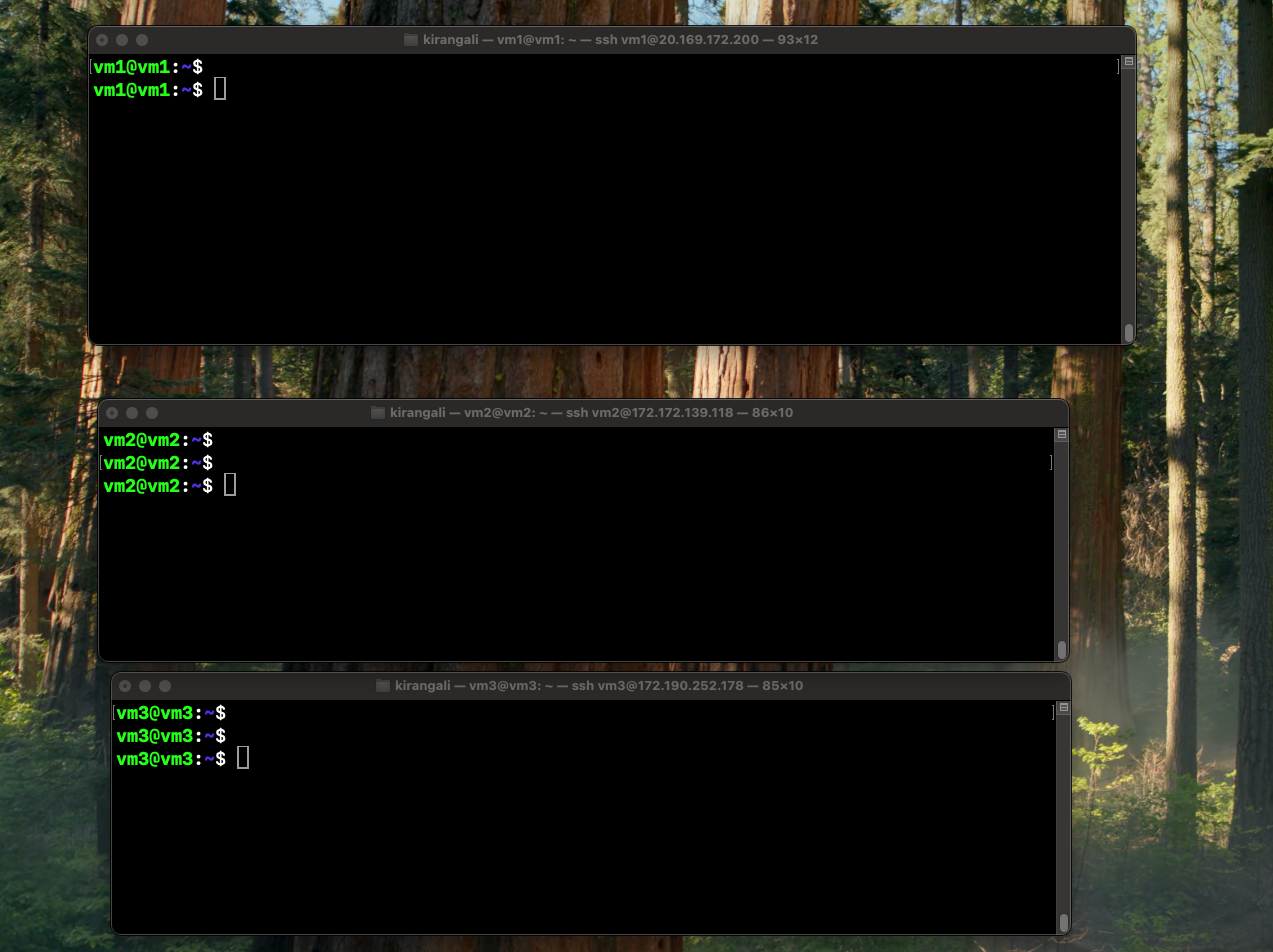 kirangali — vm1@vm1: ~ — ssh vm1@20.169.172.200 — 93×12
vm1@vm1:~$
vm1@vm1:~$
kirangali — vm2@vm2: ~ — ssh vm2@172.172.139.118 — 86×10
vm2@vm2:~$
vm2@vm2:~$
vm2@vm2:~$
kirangali — vm3@vm3: ~ — ssh vm3@172.190.252.178 — 85×10
vm3@vm3:~$
vm3@vm3:~$
vm3@vm3:~$